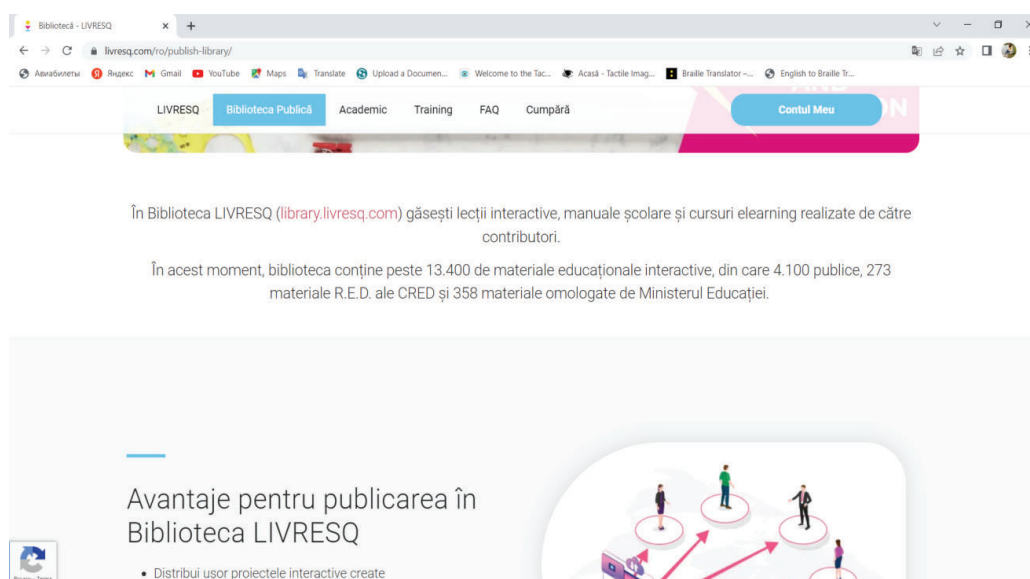 Bibliotecă - LIVRESQ
livresq.com/ro/publish-library/
Авиабилеты Яндекс Gmail YouTube Maps Translate Upload a Documen... Welcome to the Tac... Acasă - Tactile Imag... Braille Translator –... English to Braille Tr...
LIVRESQ Biblioteca Publică Academic Training FAQ Cumpără Contul Meu
În Biblioteca LIVRESQ (library.livresq.com) găsești lecții interactive, manuale școlare și cursuri elearning realizate de către
contributori.
În acest moment, biblioteca conține peste 13.400 de materiale educaționale interactive, din care 4.100 publice, 273
materiale R.E.D. ale CRED și 358 materiale omologate de Ministerul Educației.
Avantaje pentru publicarea în
Biblioteca LIVRESQ
• Distribui ușor proiectele interactive create